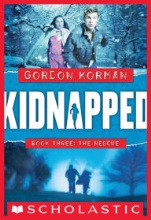 GORDON KORMAN
KIDNAPPED
BOOK THREE: THE RESCUE
SCHOLASTIC